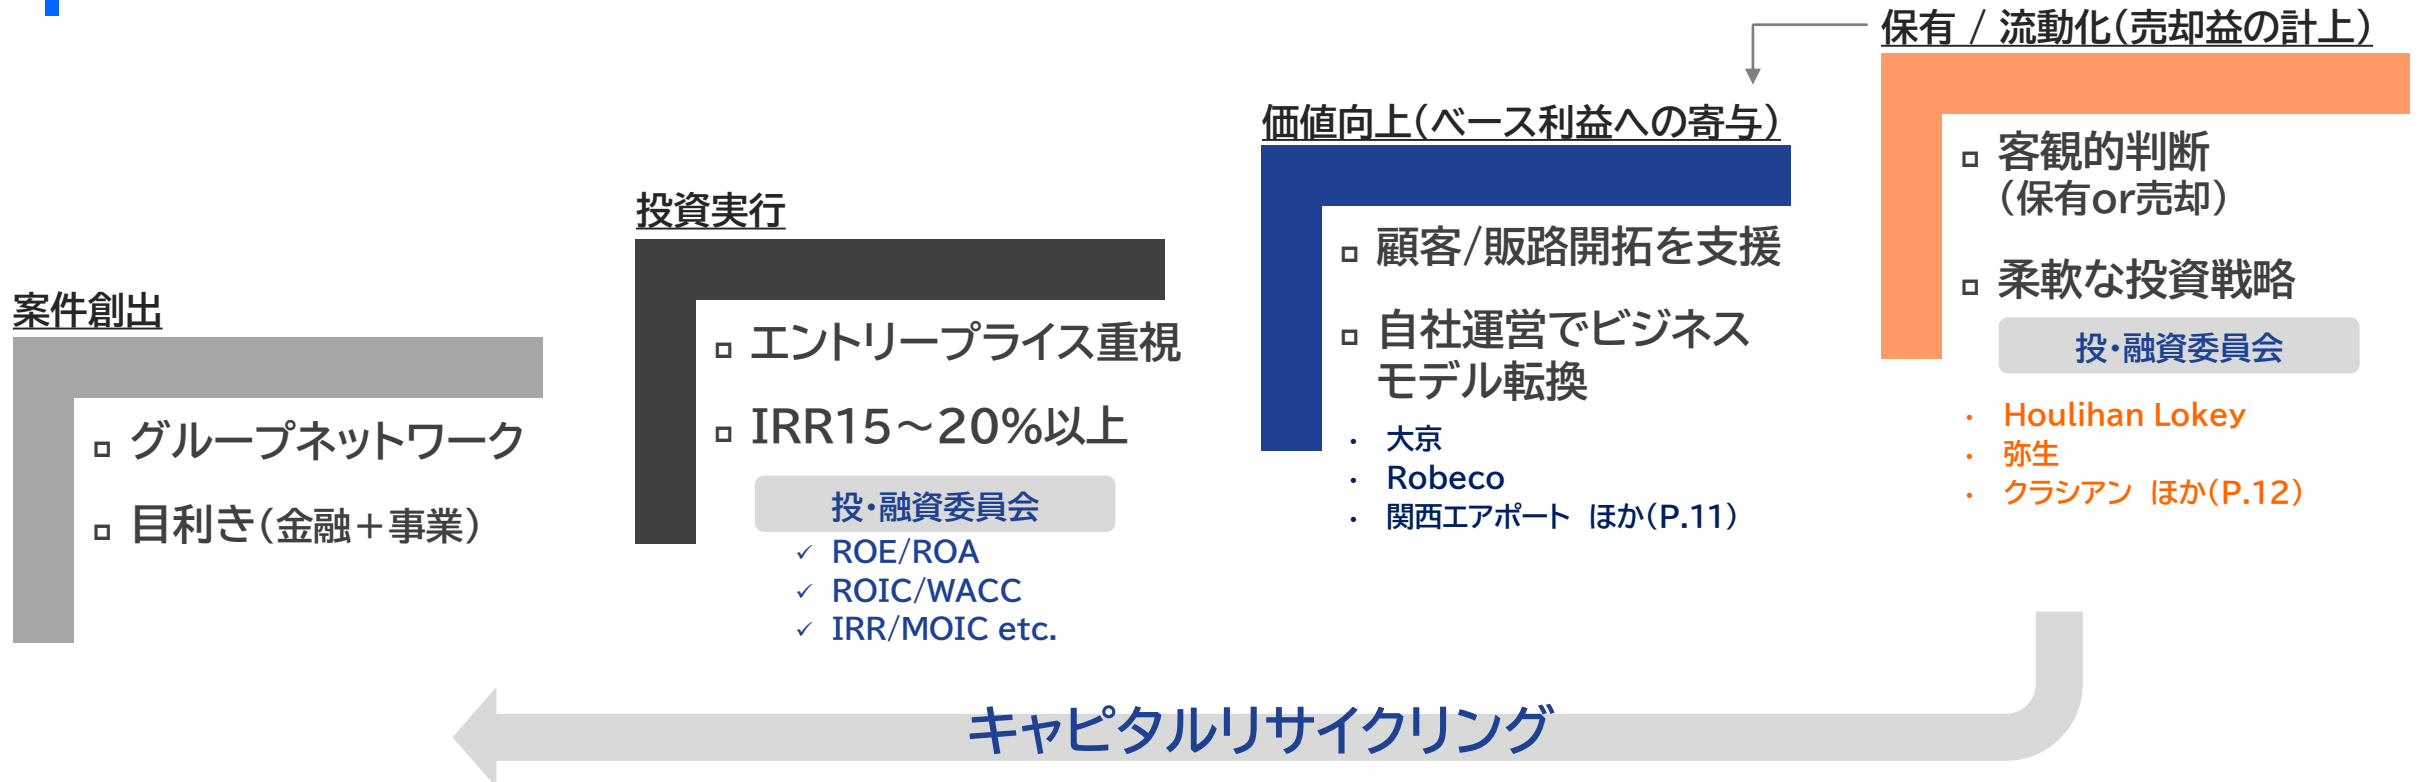 案件創出
▫ グループネットワーク
▫ 目利き(金融+事業)
投資実行
▫ エントリープライス重視
▫ IRR15～20%以上
投・融資委員会
✓ ROE/ROA
✓ ROIC/WACC
✓ IRR/MOIC etc.
価値向上(ベース利益への寄与)
▫ 顧客/販路開拓を支援
▫ 自社運営でビジネス
モデル転換
・ 大京
・ Robeco
・ 関西エアポート ほか(P.11)
保有 / 流動化(売却益の計上)
▫ 客観的判断
(保有or売却)
▫ 柔軟な投資戦略
投・融資委員会
・ Houlihan Lokey
・ 弥生
・ クラシアン ほか(P.12)
キャピタルリサイクリング